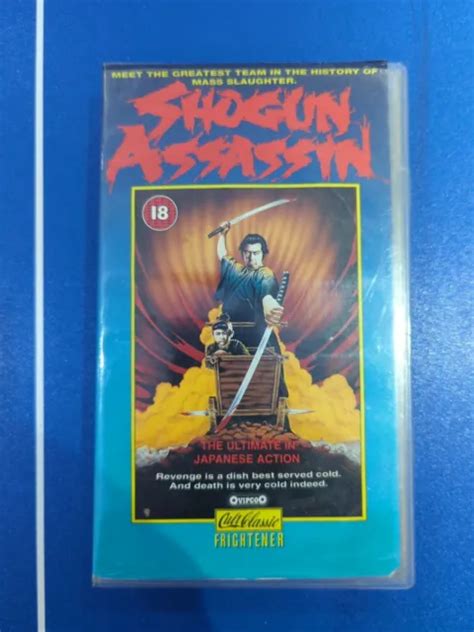 MEET THE GREATEST TEAM IN THE HISTORY OF
MASS SLAUGHTER.
SHOGUN
ASSASSIN
18
THE ULTIMATE IN
JAPANESE ACTION
Revenge is a dish best served cold.
And death is very cold indeed.
VIPCO
Cult Classic
FRIGHTENER